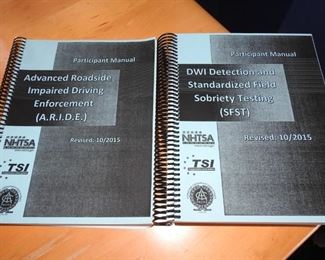 Participant Manual
Advanced Roadside
Impaired Driving
Enforcement
(A.R.I.D.E.)
Revised: 10/2015
NHTSA
TSI
Participant Manual
DWI Detection and
Standardized Field
Sobriety Testing
(SFST)
Revised: 10/2015
NHTSA
TSI